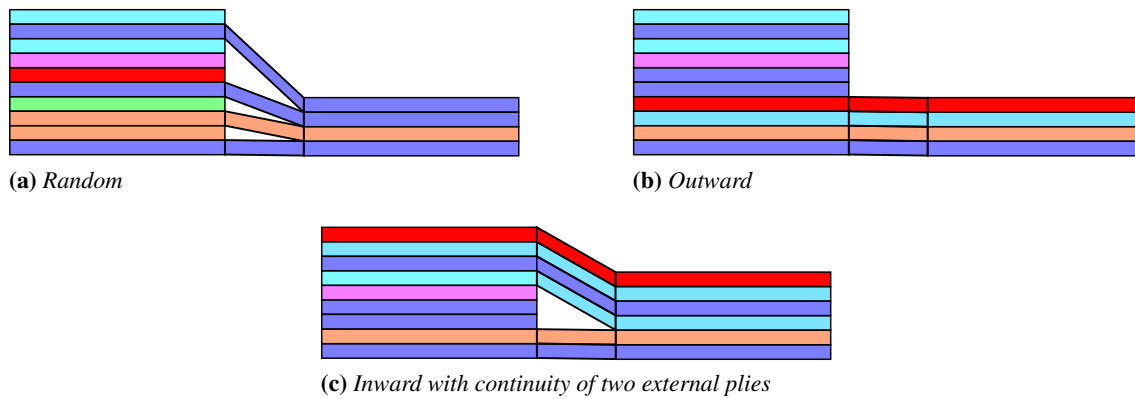 (a) Random
(b) Outward
(c) Inward with continuity of two external plies